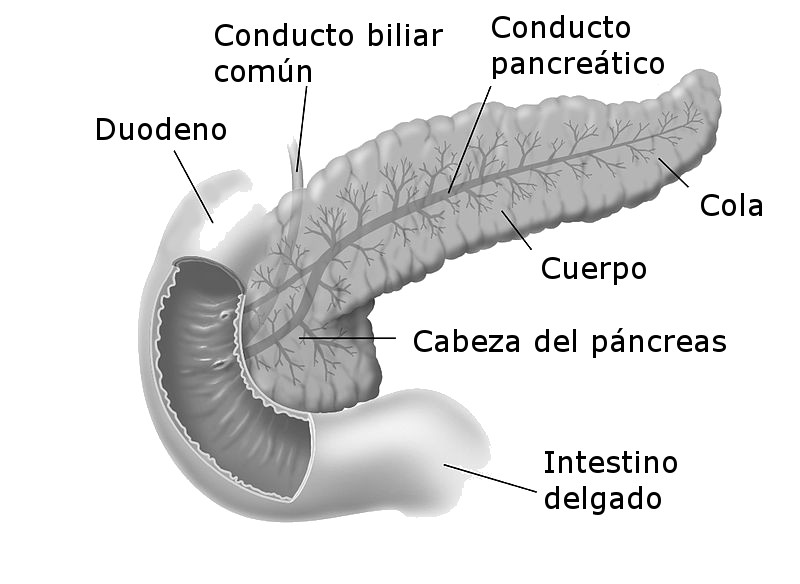 Conducto biliar
común
Conducto
pancreático
Duodeno
Cola
Cuerpo
Cabeza del páncreas
Intestino
delgado